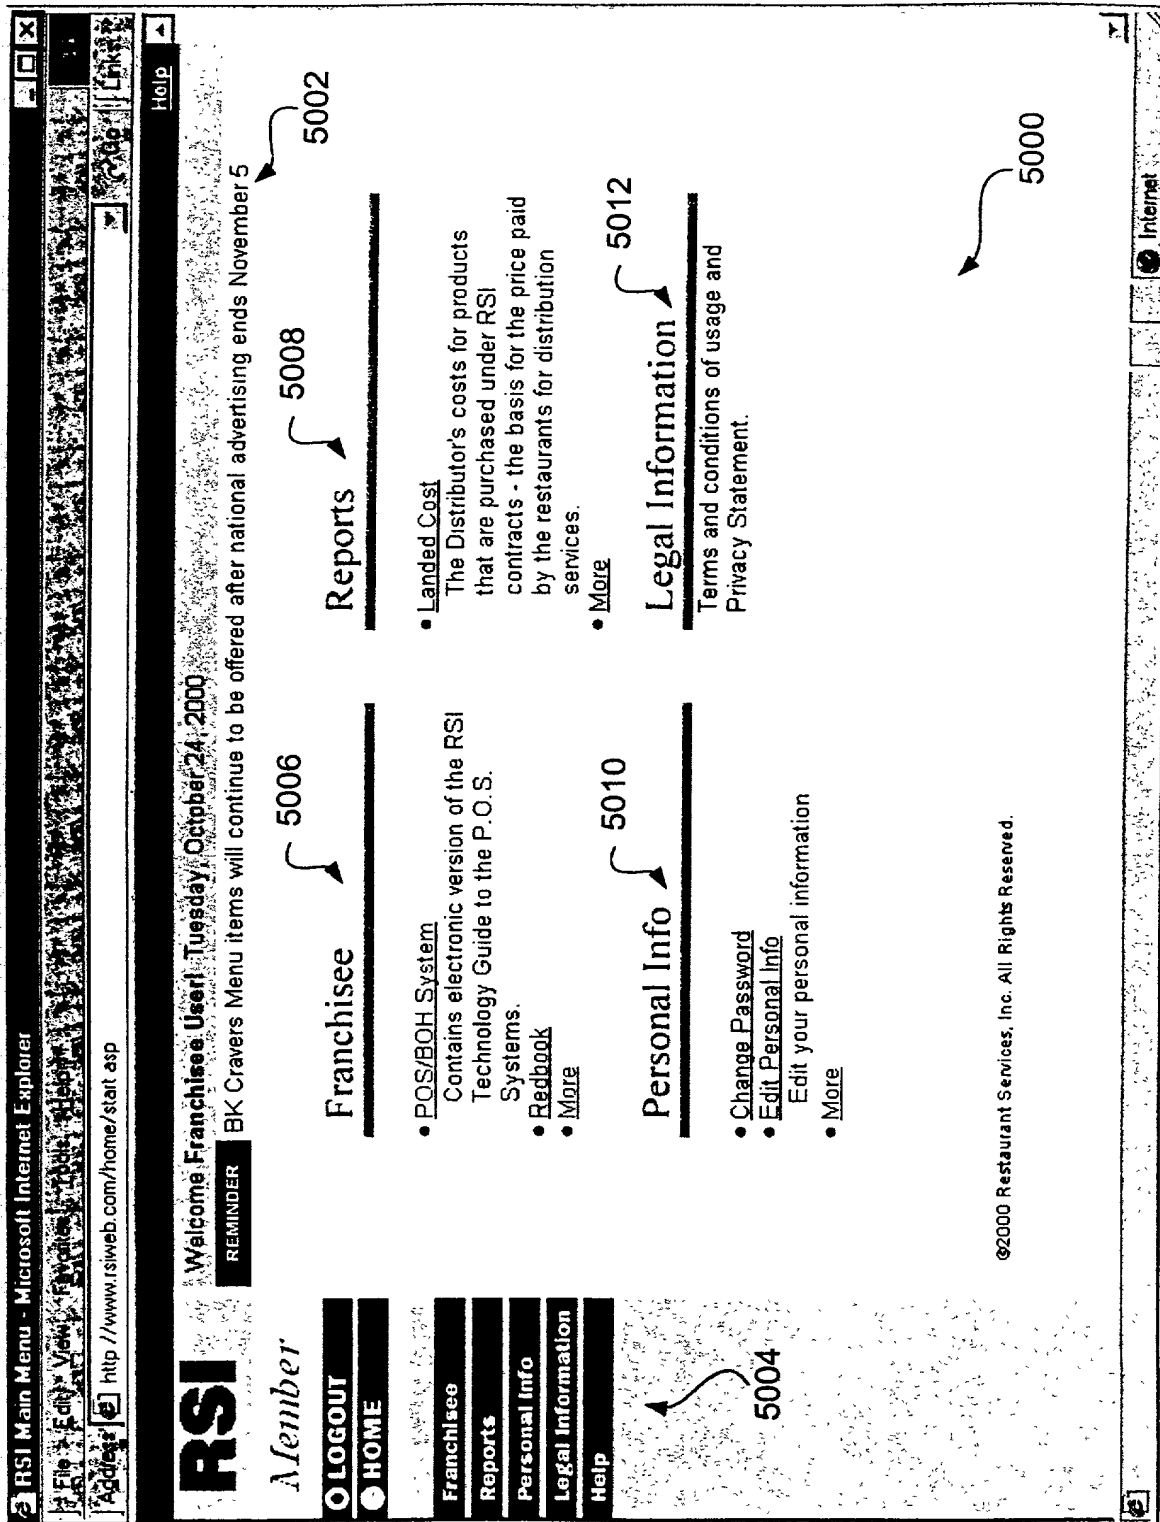 RSI Main Menu - Microsoft Internet Explorer
File Edit View Favorites Tools Help
Address http //www.rsiweb.com/home/start asp
Go Links »
Help
RSI
Welcome Franchisee User! Tuesday, October 24, 2000
REMINDER BK Cravers Menu items will continue to be offered after national advertising ends November 5
5002
Member
LOGOUT
HOME
Franchisee
Reports
Personal Info
Legal Information
Help
5004
5006
Franchisee
• POS/BOH System
Contains electronic version of the RSI
Technology Guide to the P.O.S.
Systems.
• Redbook
• More
5008
Reports
• Landed Cost
The Distributor's costs for products
that are purchased under RSI
contracts - the basis for the price paid
by the restaurants for distribution
services.
• More
5010
Personal Info
• Change Password
• Edit Personal Info
Edit your personal information
• More
5012
Legal Information
Terms and conditions of usage and
Privacy Statement.
©2000 Restaurant Services, Inc. All Rights Reserved.
5000
Internet